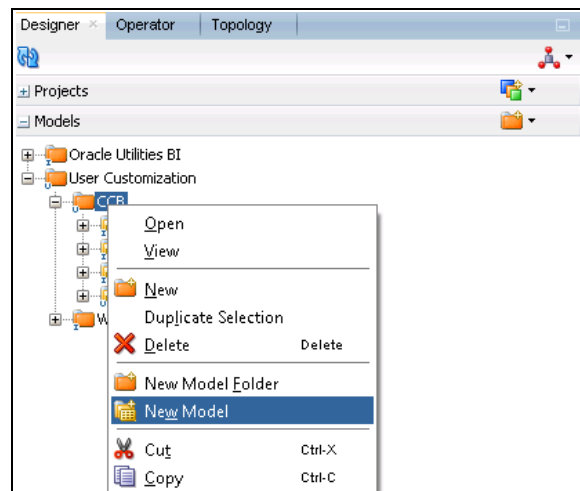 Designer Operator Topology
Projects
Models
Oracle Utilities BI
User Customization
CCB
Open
View
New
Duplicate Selection
Delete Delete
New Model Folder
W
New Model
Cut Ctrl-X
Copy Ctrl-C